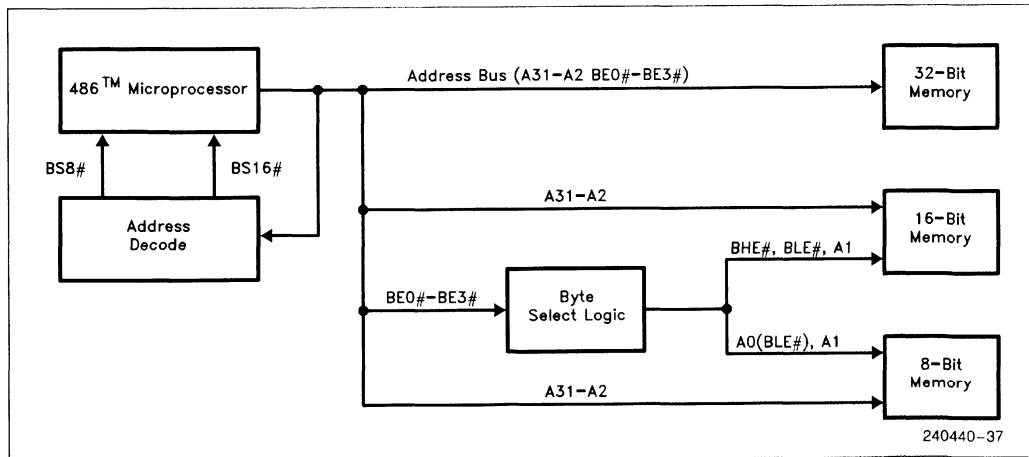 486™ Microprocessor
Address Bus (A31-A2 BE0#-BE3#)
32-Bit
Memory
BS8#
BS16#
Address
Decode
A31-A2
16-Bit
Memory
BHE#, BLE#, A1
BE0#-BE3#
Byte
Select Logic
A0(BLE#), A1
8-Bit
Memory
A31-A2
240440-37